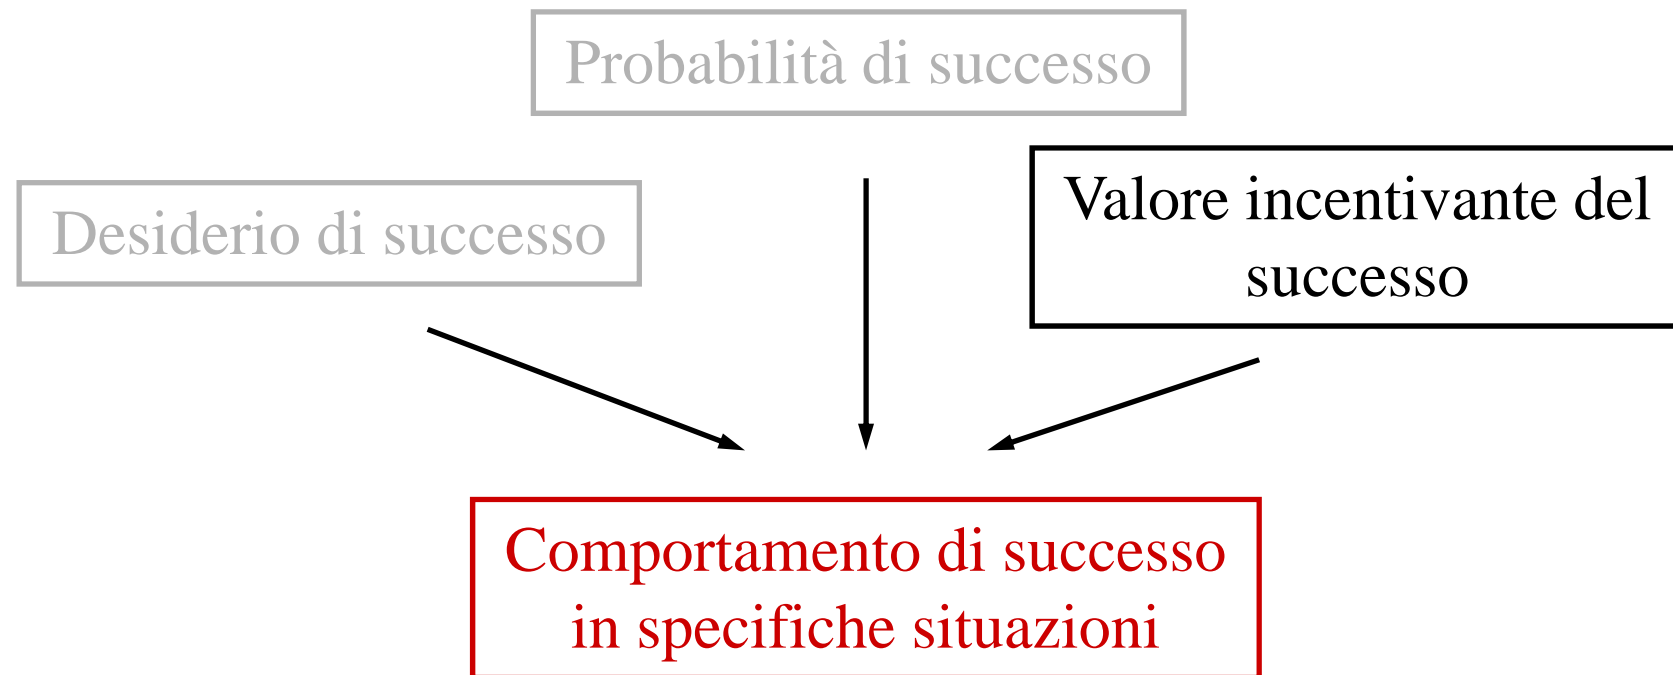 Probabilità di successo
Desiderio di successo
Valore incentivante del
successo
Comportamento di successo
in specifiche situazioni